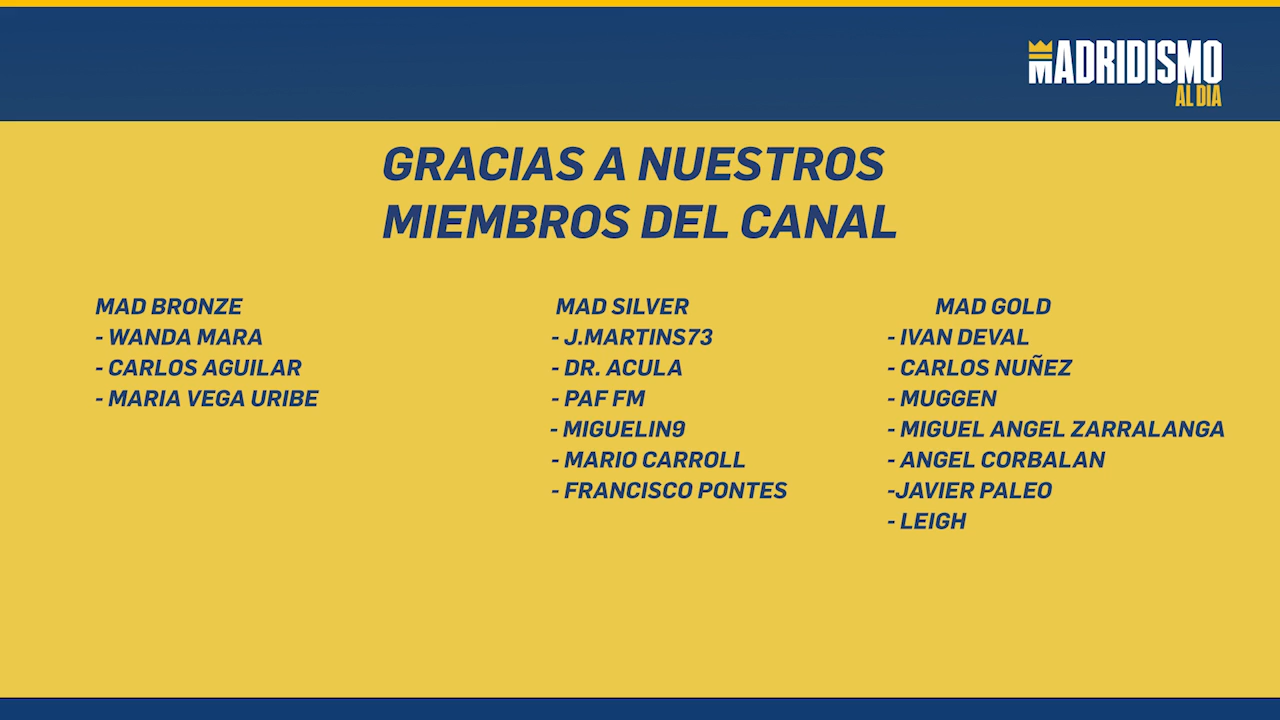 MADRIDISMO
AL DIA
GRACIAS A NUESTROS
MIEMBROS DEL CANAL
MAD BRONZE
- WANDA MARA
- CARLOS AGUILAR
- MARIA VEGA URIBE
MAD SILVER
- J.MARTINS73
- DR. ACULA
- PAF FM
- MIGUELIN9
- MARIO CARROLL
- FRANCISCO PONTES
MAD GOLD
- IVAN DEVAL
- CARLOS NUÑEZ
- MUGGEN
- MIGUEL ANGEL ZARRALANGA
- ANGEL CORBALAN
-JAVIER PALEO
- LEIGH